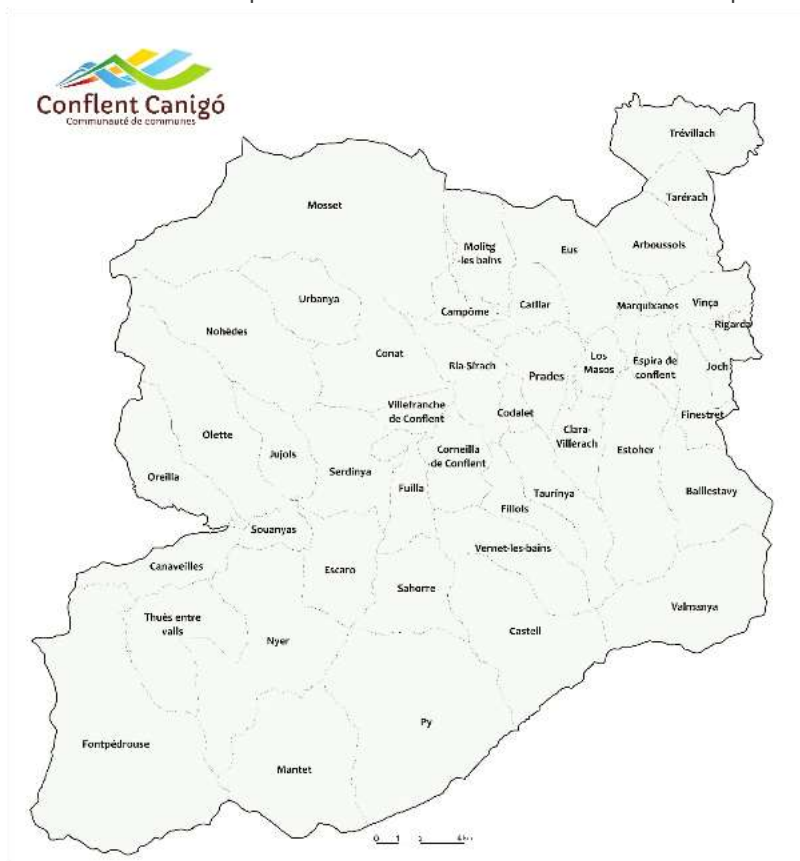 Conflent Canigó
Communauté de communes
Trévillach
Tarérach
Mosset
Arboussols
Molitg
-les bains
Eus
Urbanya
Campôme
Catllar
Marquixanes
Vinça
Rigarda
Nohèdes
Conat
Ria-Sirach
Prades
Los
Masos
Espira de
conflent
Joch
Villefranche
de Conflent
Codalet
Finestret
Olette
Jujols
Clara-
Villerach
Estoher
Corneilla
de Conflent
Serdinya
Oreilla
Fuilla
Taurinya
Baillestavy
Fillols
Souanyas
Vernet-les-bains
Canaveilles
Escaro
Sahorre
Valmanya
Thuès entre
valls
Nyer
Castell
Py
Fontpédrouse
Mantet